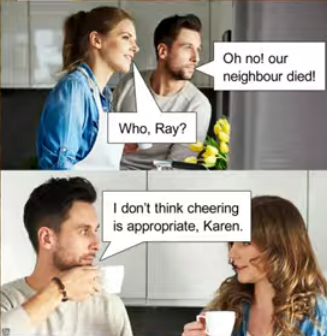 Oh no! our
neighbour died!
Who, Ray?
I don't think cheering
is appropriate, Karen.